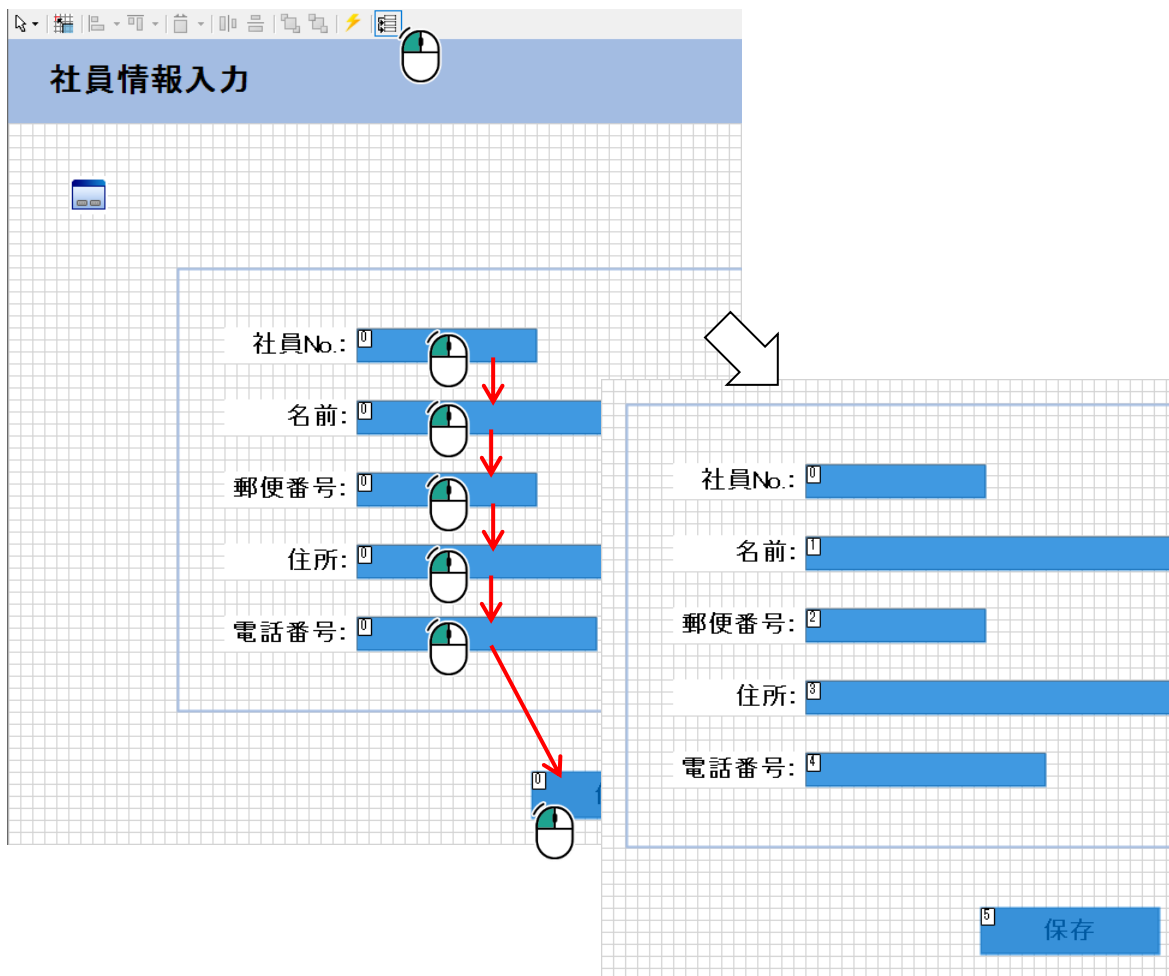 社員情報入力
社員No.: 0
名前: 0
郵便番号: 0
住所: 0
電話番号: 0
0
社員No.: 0
名前: 1
郵便番号: 2
住所: 3
電話番号: 4
5 保存